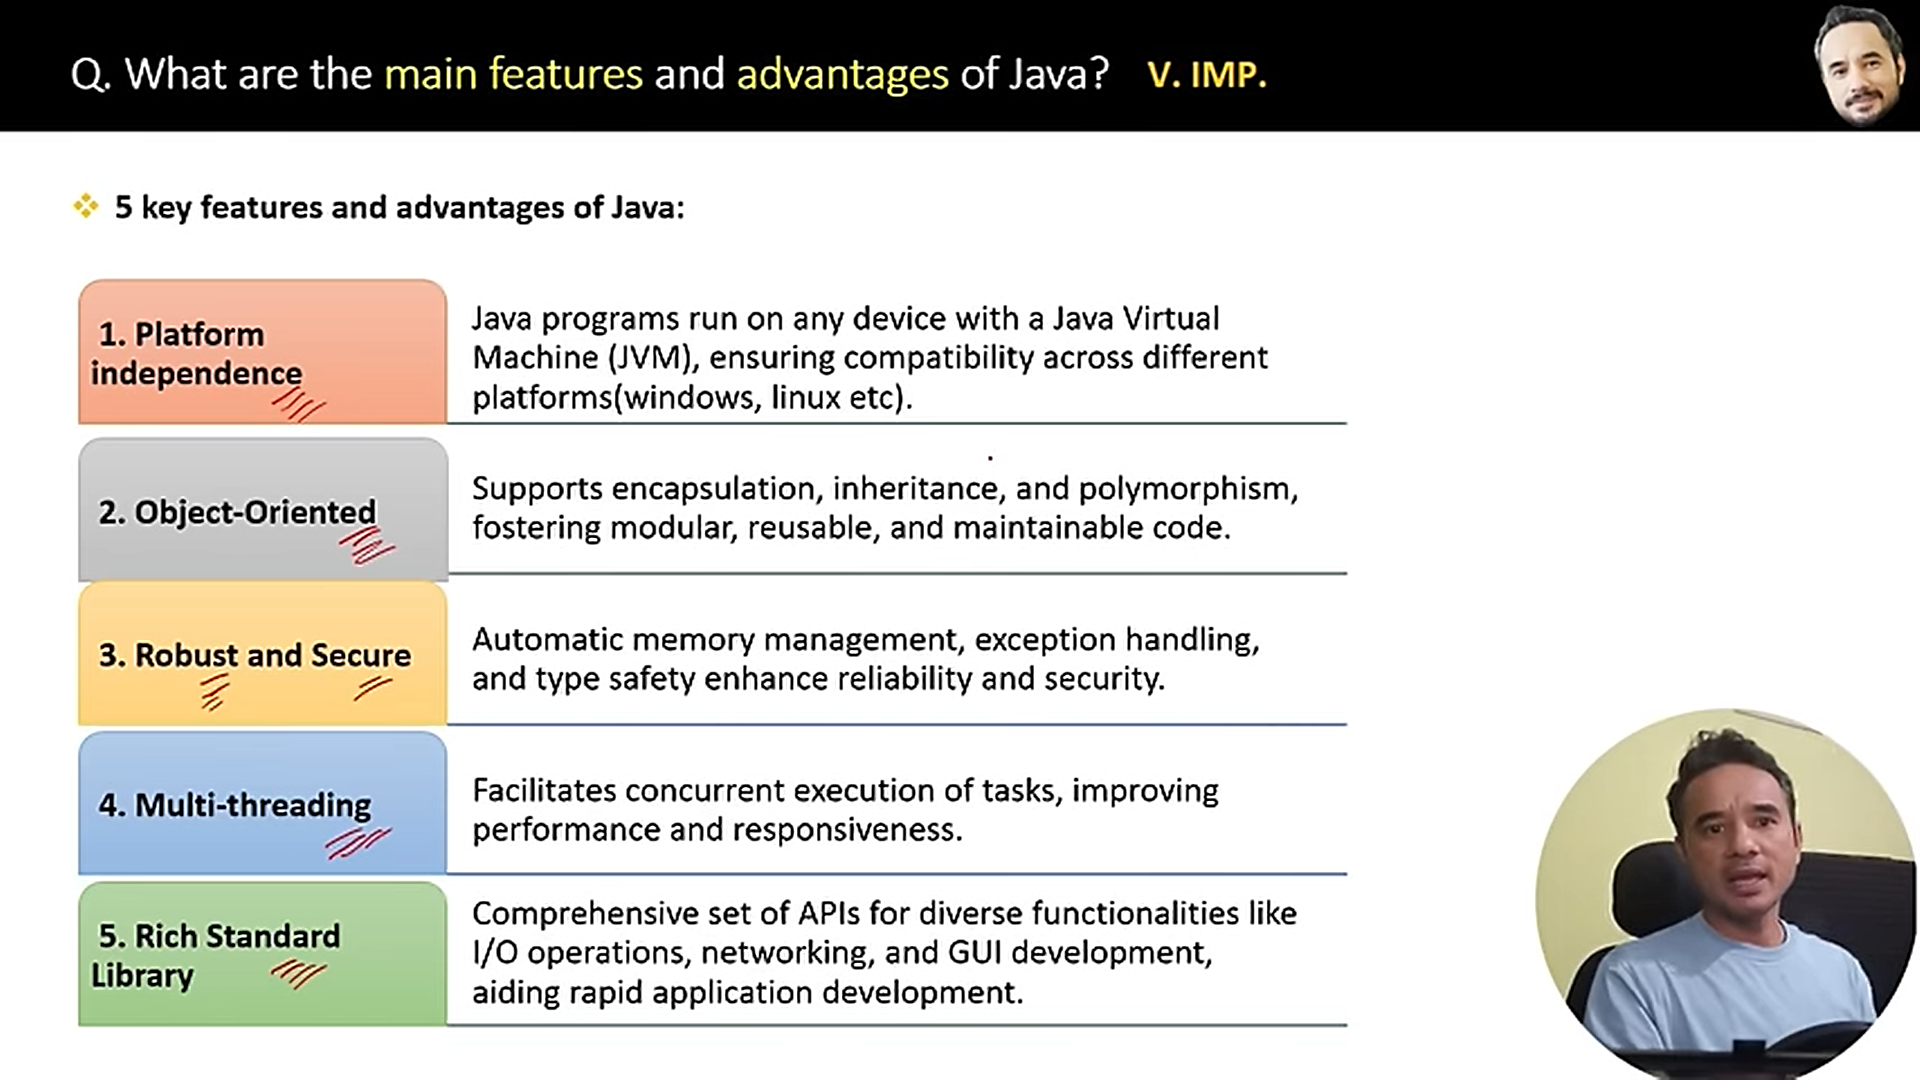 Q. What are the main features and advantages of Java? V. IMP.
5 key features and advantages of Java:
1. Platform
independence
Java programs run on any device with a Java Virtual
Machine (JVM), ensuring compatibility across different
platforms(windows, linux etc).
2. Object-Oriented
Supports encapsulation, inheritance, and polymorphism,
fostering modular, reusable, and maintainable code.
3. Robust and Secure
Automatic memory management, exception handling,
and type safety enhance reliability and security.
4. Multi-threading
Facilitates concurrent execution of tasks, improving
performance and responsiveness.
5. Rich Standard
Library
Comprehensive set of APIs for diverse functionalities like
I/O operations, networking, and GUI development,
aiding rapid application development.